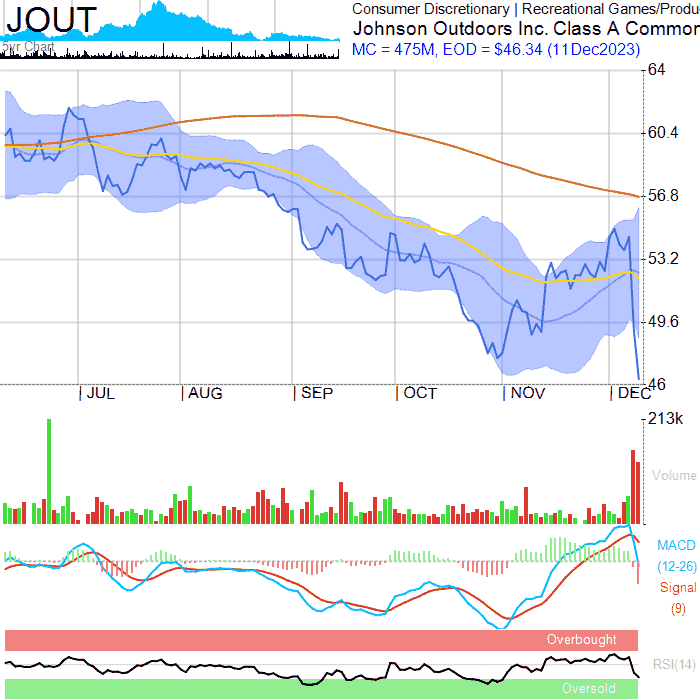 JOUT
5yr Chart
Consumer Discretionary | Recreational Games/Produ
Johnson Outdoors Inc. Class A Common
MC = 475M, EOD = $46.34 (11Dec2023)
64
60.4
56.8
53.2
49.6
46
JUL AUG SEP OCT NOV DEC
213k
Volume
MACD
(12-26)
Signal
(9)
Overbought
RSI(14)
Oversold